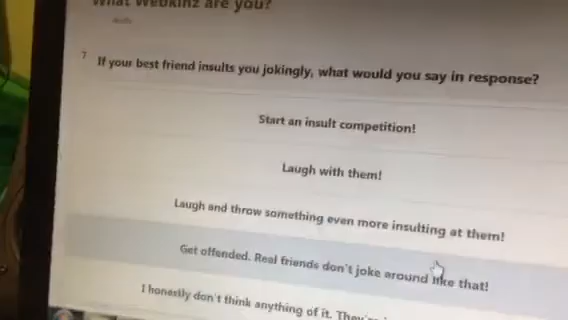 What Webkinz are you?
7 If your best friend insults you jokingly, what would you say in response?
Start an insult competition!
Laugh with them!
Laugh and throw something even more insulting at them!
Get offended. Real friends don't joke around like that!
I honestly don't think anything of it.